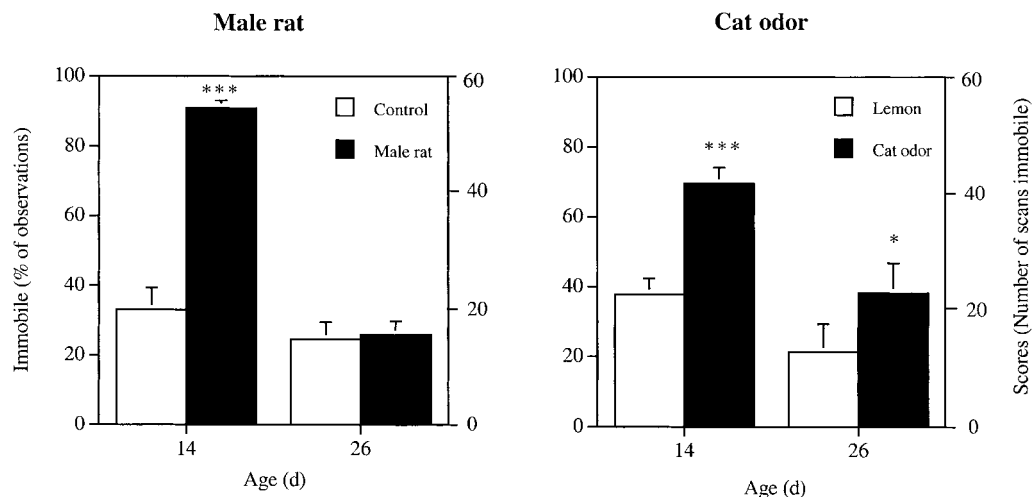 Male rat
Immobile (% of observations)
100
80
60
40
20
0
***
Control
Male rat
60
40
20
0
14 26
Age (d)
Cat odor
100
80
60
40
20
0
***
*
Lemon
Cat odor
60
40
20
0
Scores (Number of scans immobile)
14 26
Age (d)